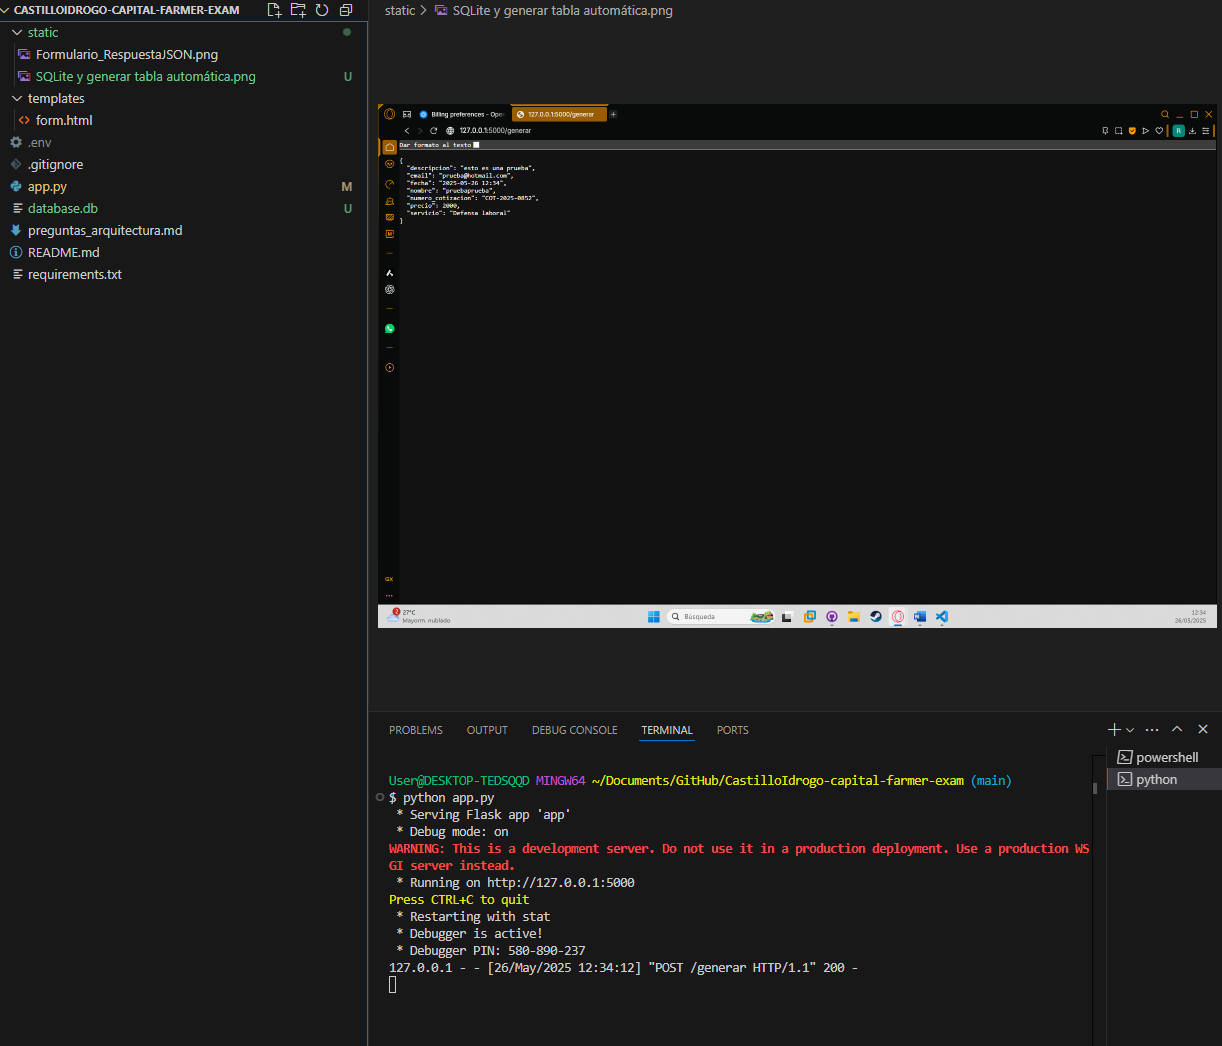 CASTILLOIDROGO-CAPITAL-FARMER-EXAM
static
Formulario_RespuestaJSON.png
SQLite y generar tabla automática.png U
templates
form.html
.env
.gitignore
app.py M
database.db U
preguntas_arquitectura.md
README.md
requirements.txt
static > SQLite y generar tabla automática.png
Billing preferences - Open
127.0.0.1:5000/generar
127.0.0.1:5000/generar
Dar formato al texto
{
"descripcion": "esto es una prueba",
"email": "prueba@hotmail.com",
"fecha": "2025-05-26 12:34",
"nombre": "pruebaprueba",
"numero_cotizacion": "COT-2025-0852",
"precio": 2000,
"servicio": "Defensa laboral"
}
GX
27°C
Mayorm. nublado
Búsqueda
12:34
26/05/2025
PROBLEMS OUTPUT DEBUG CONSOLE TERMINAL PORTS
powershell
python
User@DESKTOP-TEDSQQD MINGW64 ~/Documents/GitHub/CastilloIdrogo-capital-farmer-exam (main)
$ python app.py
* Serving Flask app 'app'
* Debug mode: on
WARNING: This is a development server. Do not use it in a production deployment. Use a production WS
GI server instead.
* Running on http://127.0.0.1:5000
Press CTRL+C to quit
* Restarting with stat
* Debugger is active!
* Debugger PIN: 580-890-237
127.0.0.1 - - [26/May/2025 12:34:12] "POST /generar HTTP/1.1" 200 -